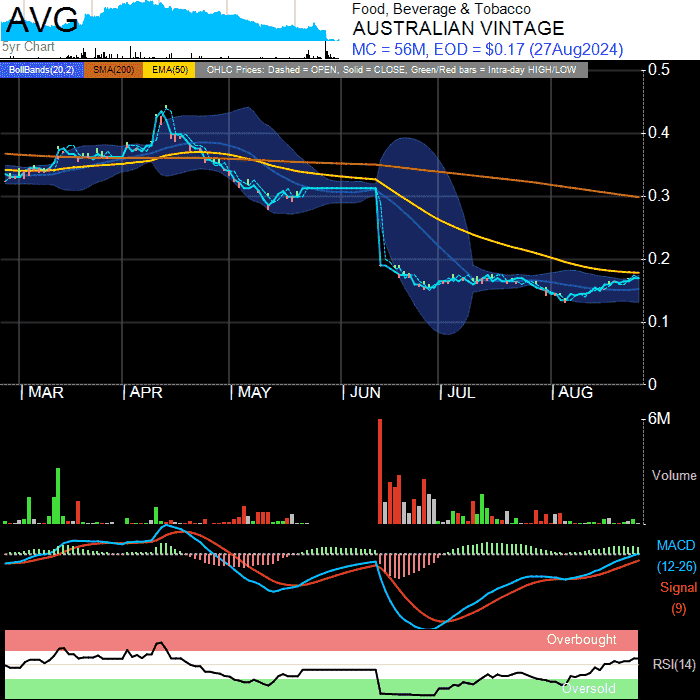 AVG
5yr Chart
Food, Beverage & Tobacco
AUSTRALIAN VINTAGE
MC = 56M, EOD = $0.17 (27Aug2024)
BollBands(20,2) SMA(200) EMA(50) OHLC Prices: Dashed = OPEN, Solid = CLOSE, Green/Red bars = Intra-day HIGH/LOW
0.5
0.4
0.3
0.2
0.1
0
MAR APR MAY JUN JUL AUG
6M
Volume
MACD
(12-26)
Signal
(9)
Overbought
RSI(14)
Oversold